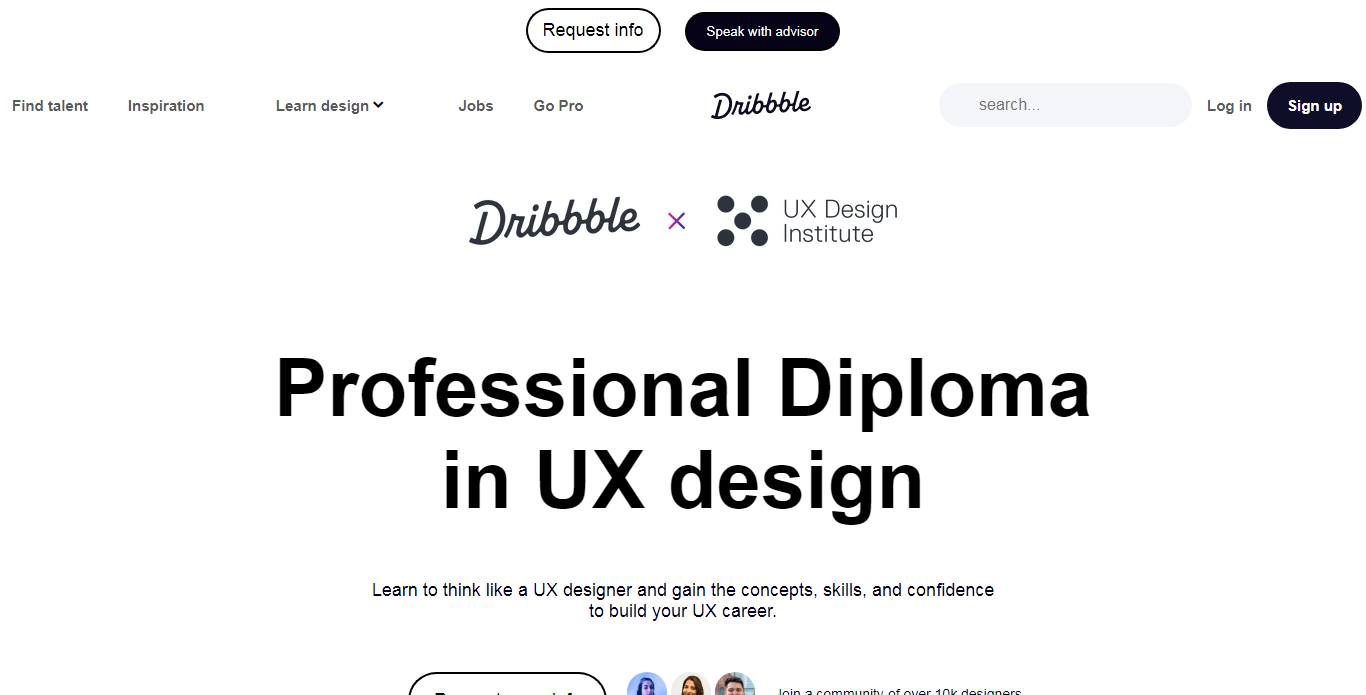 Request info
Speak with advisor
Find talent
Inspiration
Learn design
Jobs
Go Pro
Dribbble
search...
Log in
Sign up
Dribbble
UX Design
Institute
Professional Diploma
in UX design
Learn to think like a UX designer and gain the concepts, skills, and confidence
to build your UX career.
Join a community of over 10k designers